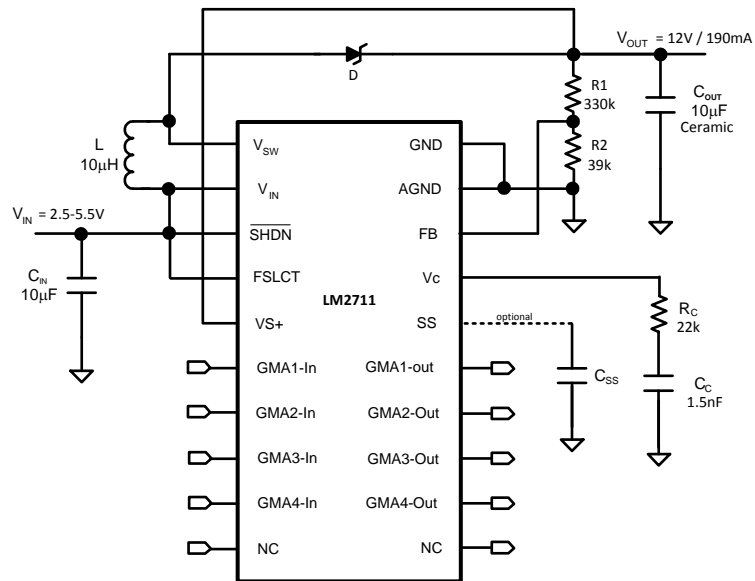 V_OUT = 12V / 190mA
D
R1
330k
C_OUT
10µF
Ceramic
L
10µH
R2
39k
V_SW
GND
V_IN
AGND
V_IN = 2.5-5.5V
SHDN
FB
C_IN
10µF
FSLCT
Vc
LM2711
VS+
SS
optional
R_C
22k
GMA1-In
GMA1-out
C_SS
C_C
1.5nF
GMA2-In
GMA2-Out
GMA3-In
GMA3-Out
GMA4-In
GMA4-Out
NC
NC